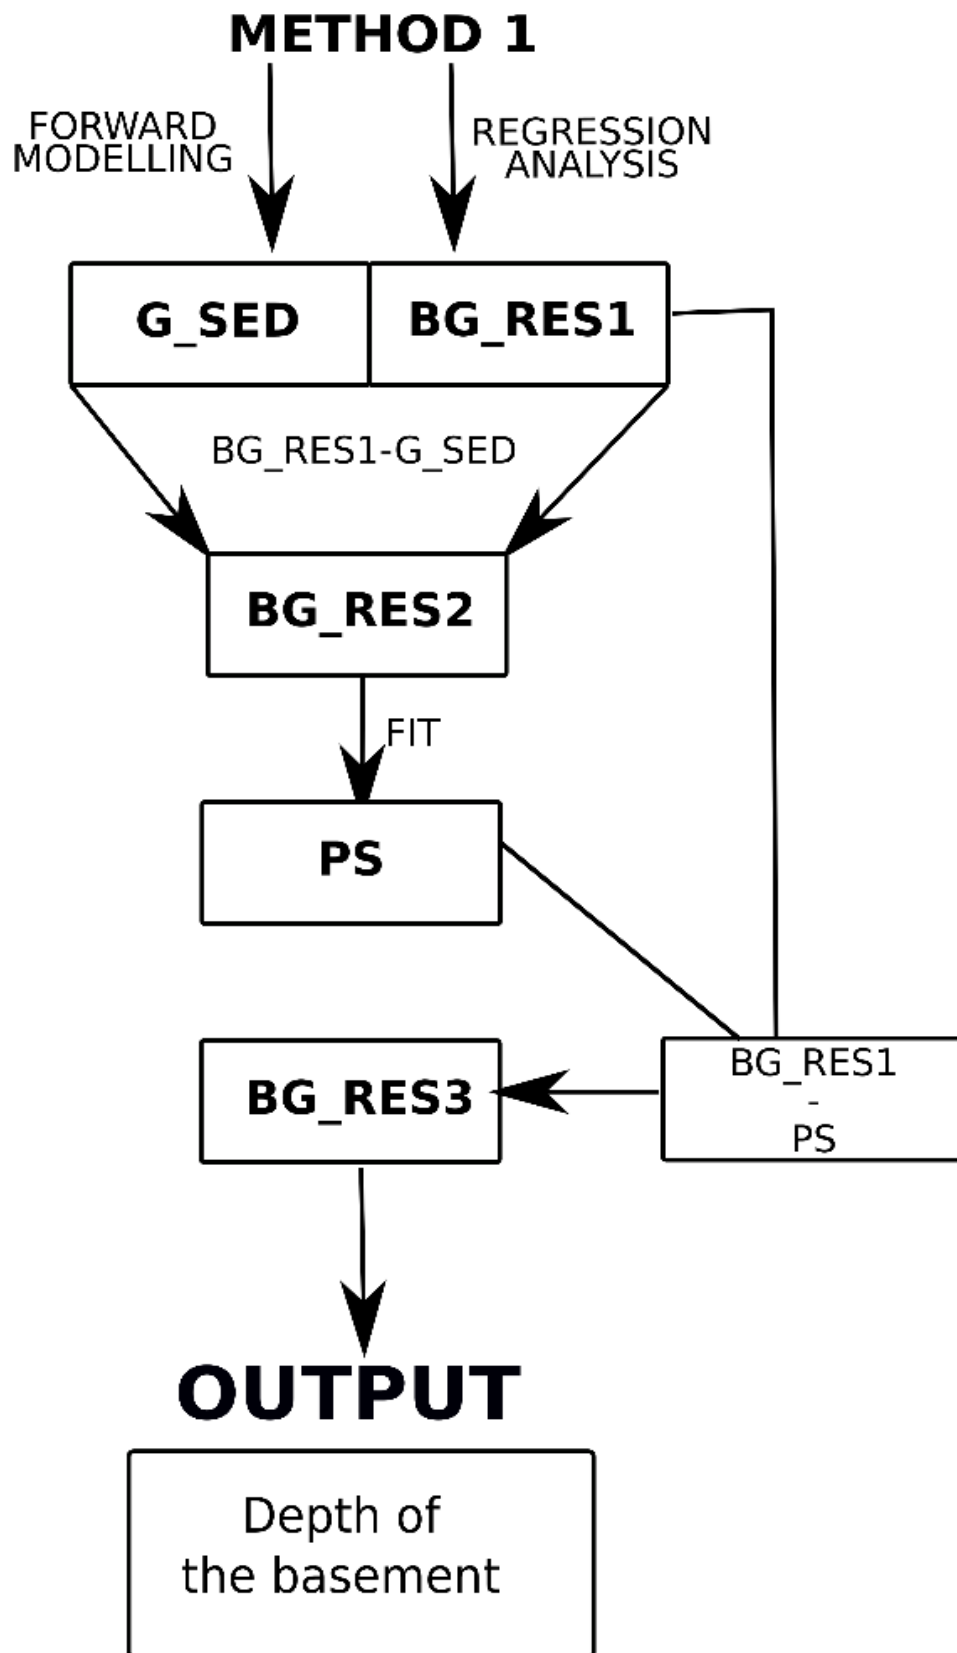 METHOD 1
FORWARD
MODELLING
REGRESSION
ANALYSIS
G_SED
BG_RES1
BG_RES1-G_SED
BG_RES2
FIT
PS
BG_RES3
BG_RES1
-
PS
OUTPUT
Depth of
the basement